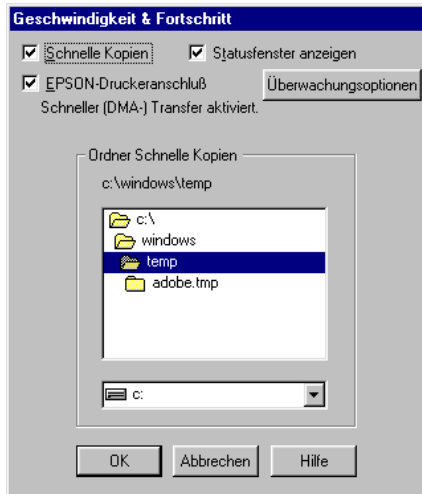 Geschwindigkeit & Fortschritt
Schnelle Kopien
Statusfenster anzeigen
EPSON-Druckeranschluß
Überwachungsoptionen
Schneller (DMA-) Transfer aktiviert.
Ordner Schnelle Kopien
c:\windows\temp
c:\
windows
temp
adobe.tmp
c:
OK
Abbrechen
Hilfe